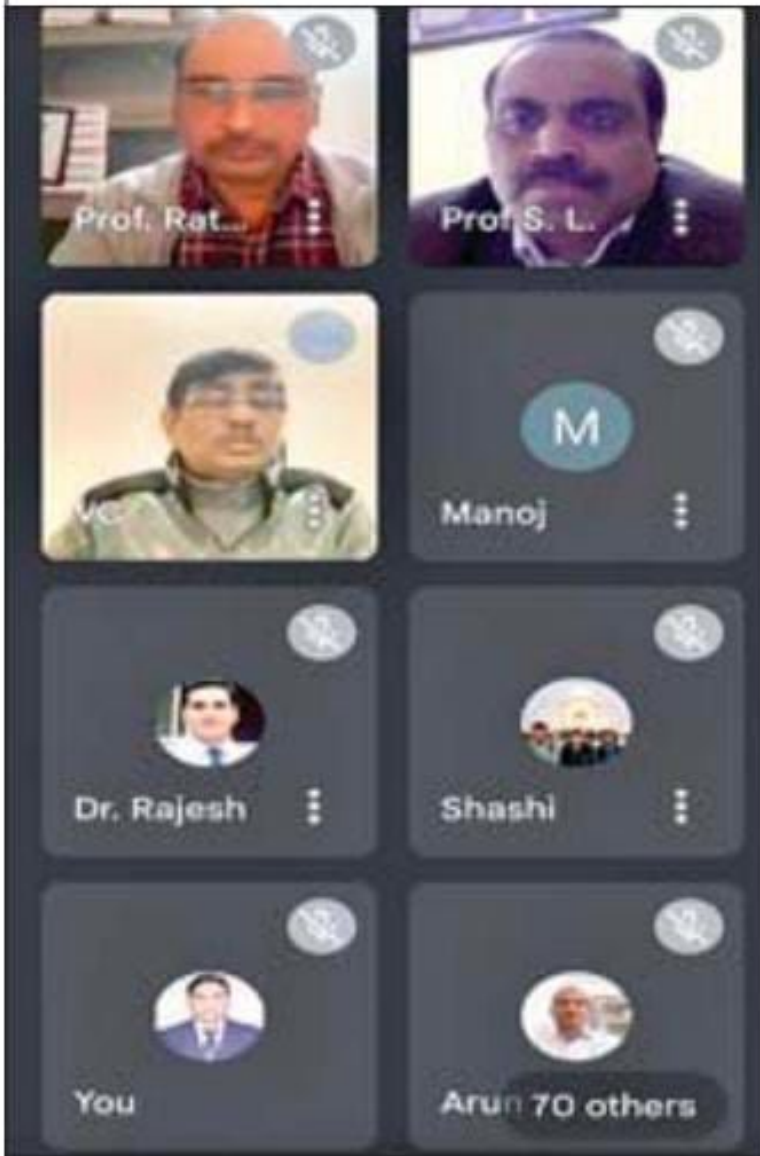 Prof. Rat...
Prof S. L.
VC
M
Manoj
Dr. Rajesh
Shashi
You
Arun 70 others